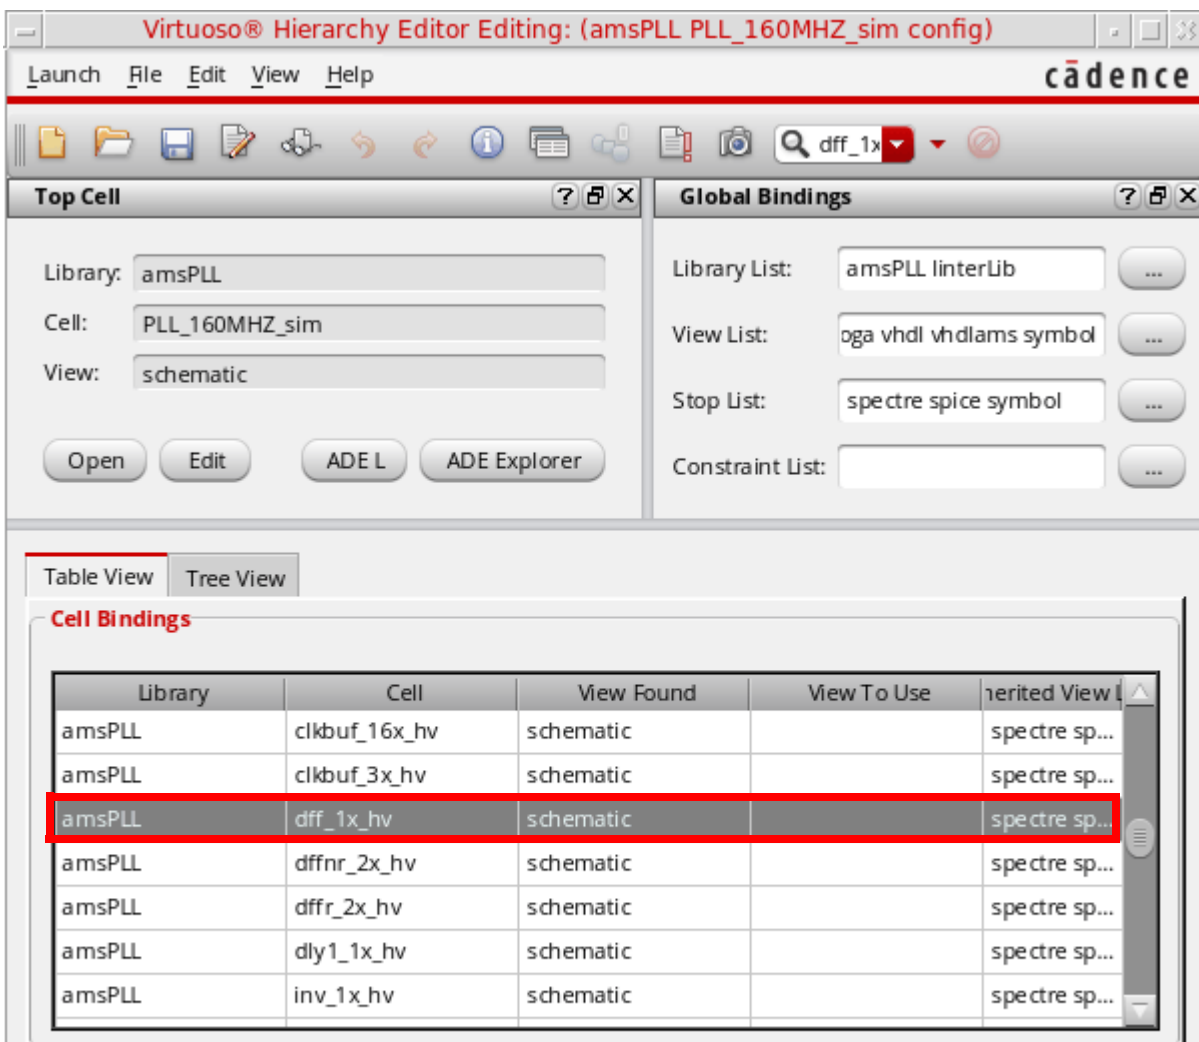 Virtuoso® Hierarchy Editor Editing: (amsPLL PLL_160MHZ_sim config)
Launch File Edit View Help
cādence
dff_1x
Top Cell
Global Bindings
Library: amsPLL
Cell: PLL_160MHZ_sim
View: schematic
Open Edit ADE L ADE Explorer
Library List: amsPLL linterLib
View List: oga vhdl vhdlams symbol
Stop List: spectre spice symbol
Constraint List:
Table View Tree View
Cell Bindings
Library Cell View Found View To Use herited View L
amsPLL clkbuf_16x_hv schematic spectre sp...
amsPLL clkbuf_3x_hv schematic spectre sp...
amsPLL dff_1x_hv schematic spectre sp...
amsPLL dffnr_2x_hv schematic spectre sp...
amsPLL dffr_2x_hv schematic spectre sp...
amsPLL dly1_1x_hv schematic spectre sp...
amsPLL inv_1x_hv schematic spectre sp...